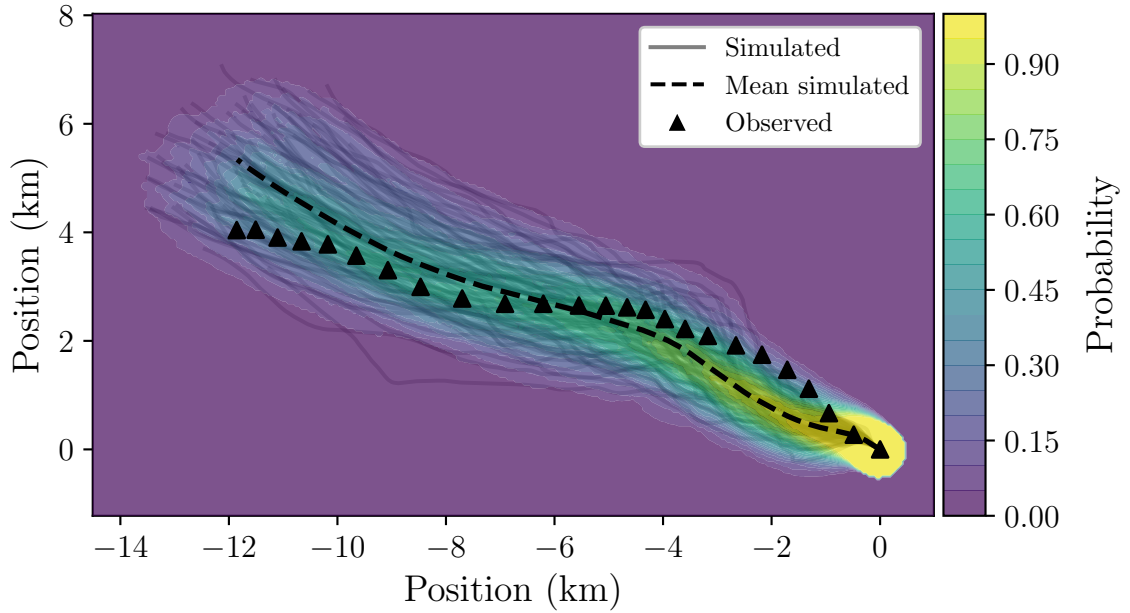 8
6
4
2
0
Position (km)
−14 −12 −10 −8 −6 −4 −2 0
Position (km)
Simulated
Mean simulated
Observed
0.90
0.75
0.60
0.45
0.30
0.15
0.00
Probability